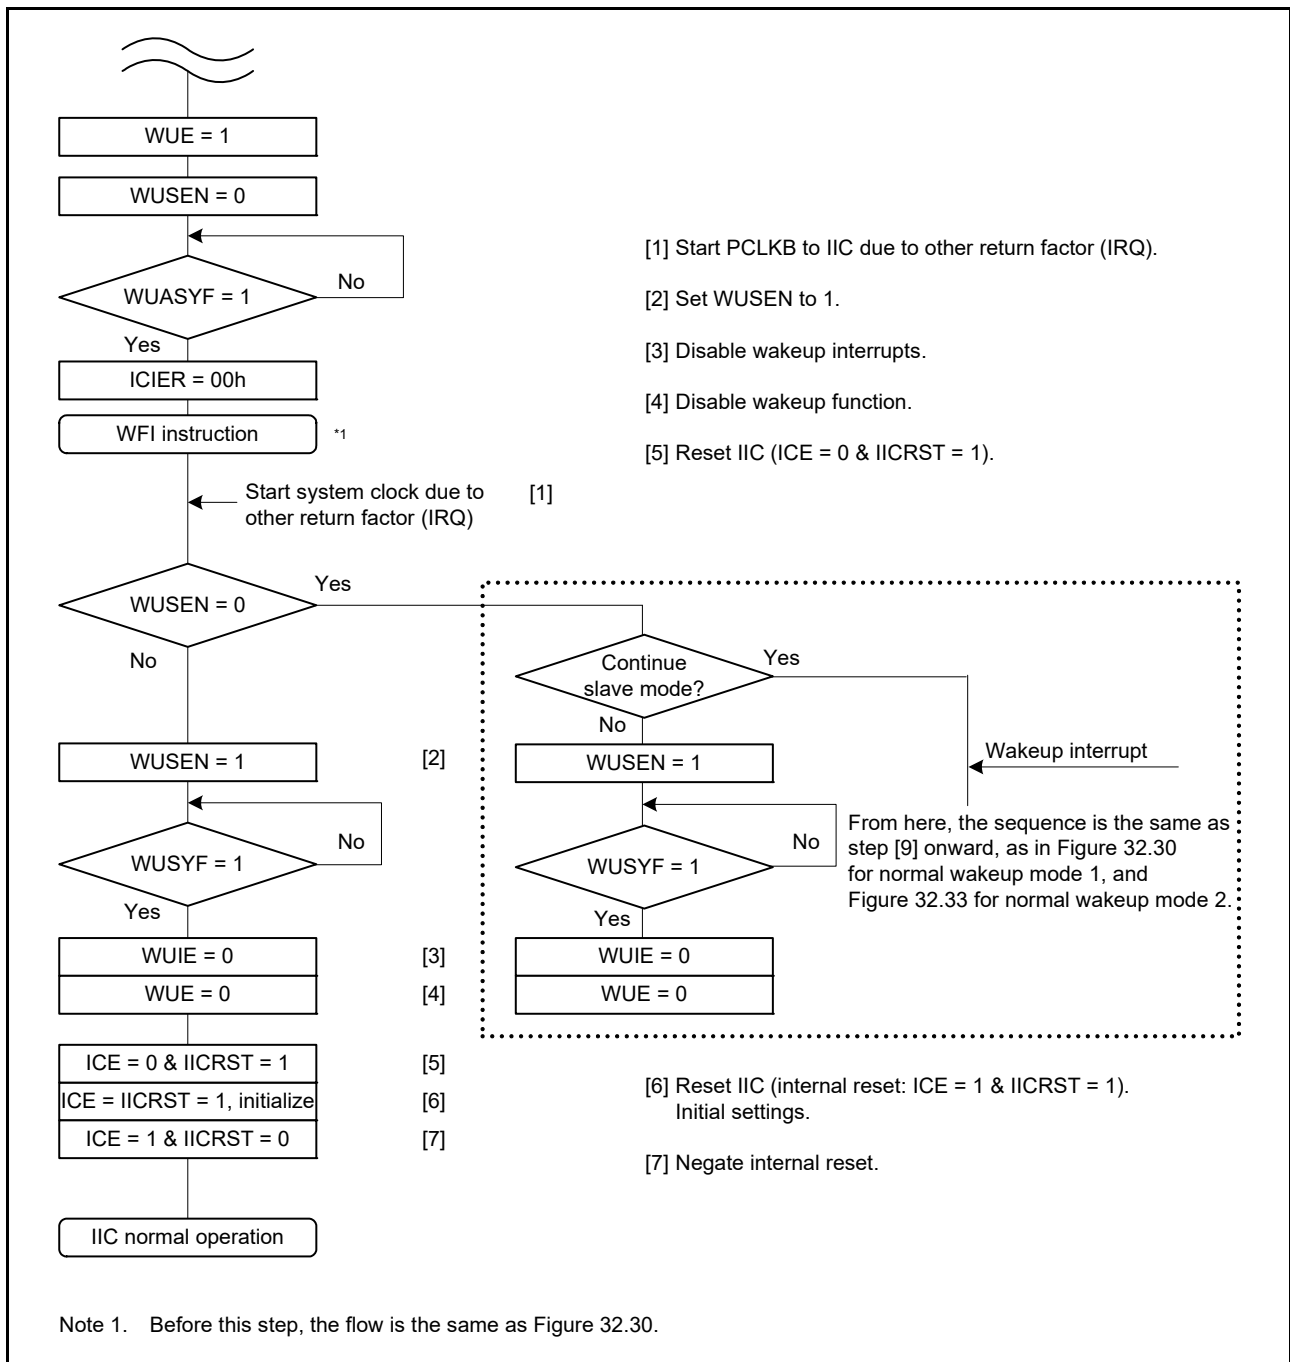 WUE = 1
WUSEN = 0
WUASYF = 1
No
Yes
ICIER = 00h
WFI instruction
*1
[1] Start PCLKB to IIC due to other return factor (IRQ).
[2] Set WUSEN to 1.
[3] Disable wakeup interrupts.
[4] Disable wakeup function.
[5] Reset IIC (ICE = 0 & IICRST = 1).
Start system clock due to
other return factor (IRQ)
[1]
WUSEN = 0
Yes
No
Continue
slave mode?
Yes
No
WUSEN = 1
[2]
WUSEN = 1
Wakeup interrupt
WUSYF = 1
No
Yes
WUSYF = 1
No
Yes
From here, the sequence is the same as
step [9] onward, as in Figure 32.30
for normal wakeup mode 1, and
Figure 32.33 for normal wakeup mode 2.
WUIE = 0
[3]
WUE = 0
[4]
WUIE = 0
WUE = 0
ICE = 0 & IICRST = 1
[5]
ICE = IICRST = 1, initialize
[6]
ICE = 1 & IICRST = 0
[7]
[6] Reset IIC (internal reset: ICE = 1 & IICRST = 1).
Initial settings.
[7] Negate internal reset.
IIC normal operation
Note 1. Before this step, the flow is the same as Figure 32.30.